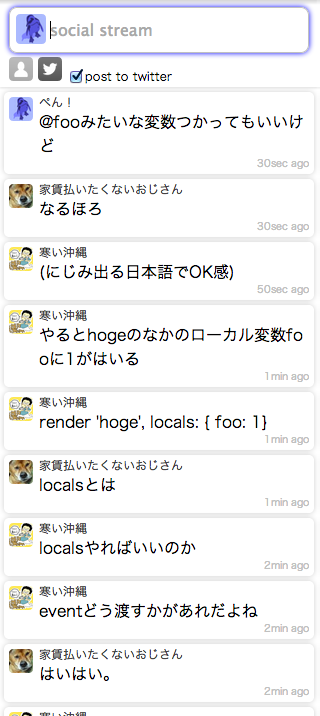 social stream
post to twitter
ぺん！
@fooみたいな変数つかってもいいけ
ど
30sec ago
家賃払いたくないおじさん
なるほろ
30sec ago
寒い沖縄
(にじみ出る日本語でOK感)
50sec ago
寒い沖縄
やるとhogeのなかのローカル変数fo
oに1がはいる
1min ago
寒い沖縄
render 'hoge', locals: { foo: 1}
1min ago
家賃払いたくないおじさん
localsとは
1min ago
寒い沖縄
localsやればいいのか
2min ago
寒い沖縄
eventどう渡すかがあれだよね
2min ago
家賃払いたくないおじさん
はいはい。
2min ago
寒い沖縄